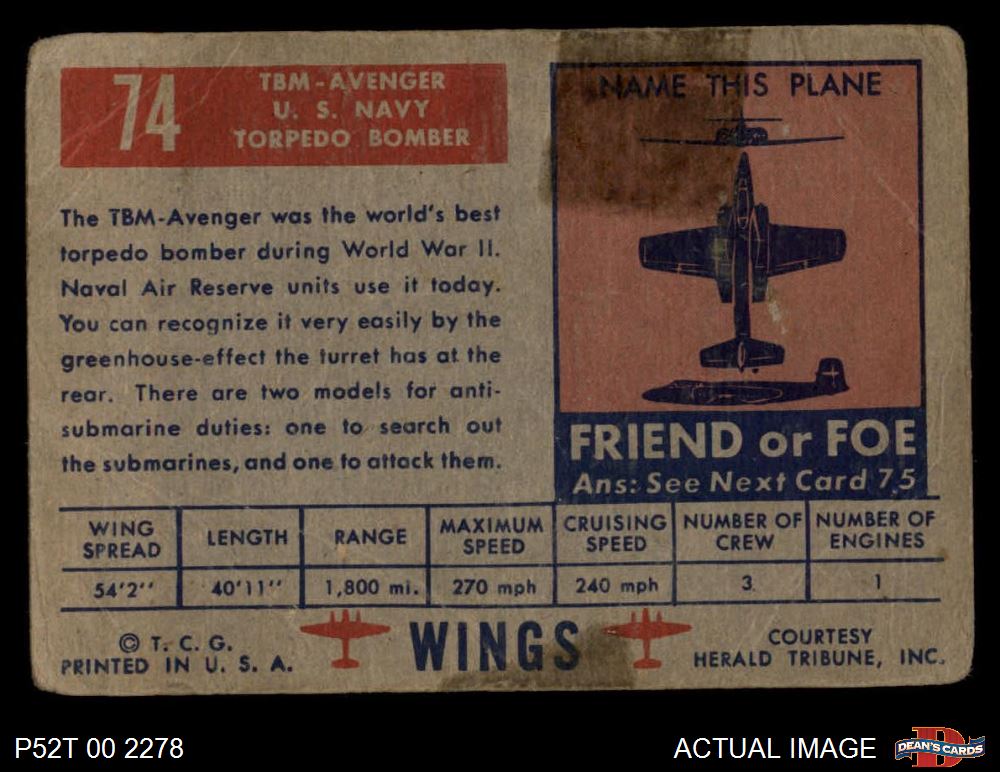 74
TBM-AVENGER
U. S. NAVY
TORPEDO BOMBER
The TBM-Avenger was the world's best
torpedo bomber during World War II.
Naval Air Reserve units use it today.
You can recognize it very easily by the
greenhouse-effect the turret has at the
rear. There are two models for anti-
submarine duties: one to search out
the submarines, and one to attack them.
NAME THIS PLANE
FRIEND or FOE
Ans: See Next Card 75
WING SPREAD LENGTH RANGE MAXIMUM SPEED CRUISING SPEED NUMBER OF CREW NUMBER OF ENGINES
54'2'' 40'11'' 1,800 mi. 270 mph 240 mph 3 1
© T. C. G.
PRINTED IN U. S. A.
WINGS
COURTESY
HERALD TRIBUNE, INC.
P52T 00 2278
ACTUAL IMAGE
D
DEAN'S CARDS